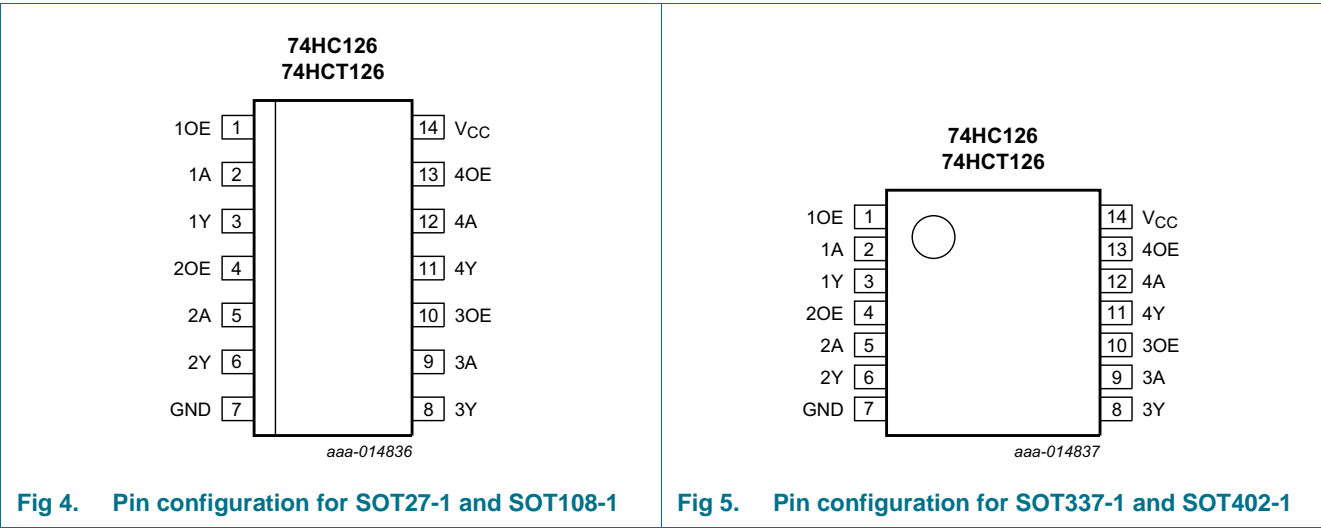 74HC126
74HCT126
1OE 1 14 VCC
1A 2 13 4OE
1Y 3 12 4A
2OE 4 11 4Y
2A 5 10 3OE
2Y 6 9 3A
GND 7 8 3Y
aaa-014836
Fig 4. Pin configuration for SOT27-1 and SOT108-1
74HC126
74HCT126
1OE 1 14 VCC
1A 2 13 4OE
1Y 3 12 4A
2OE 4 11 4Y
2A 5 10 3OE
2Y 6 9 3A
GND 7 8 3Y
aaa-014837
Fig 5. Pin configuration for SOT337-1 and SOT402-1